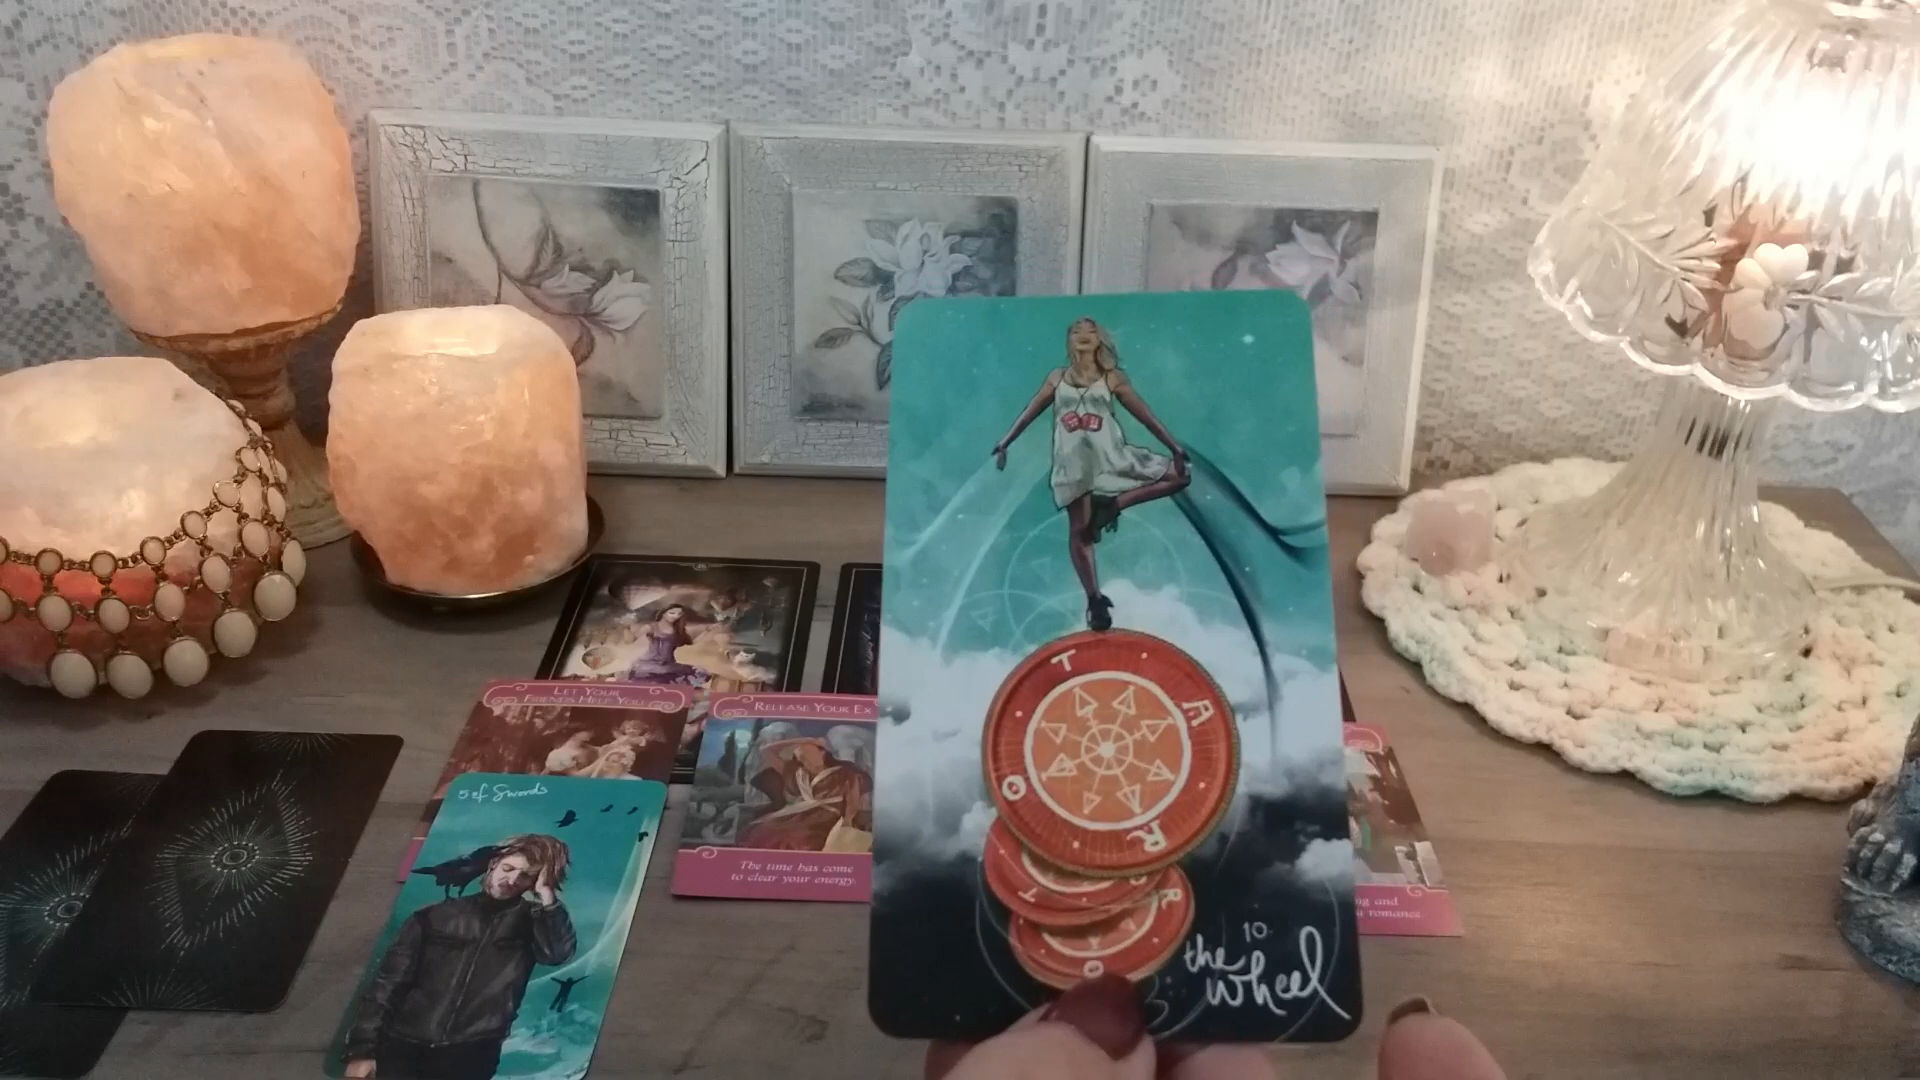 LET YOUR
FRIENDS HELP YOU
RELEASE YOUR EX
The time has come
to clear your energy.
5 of Swords
T
A
R
O
T
R
O
10
the
wheel
ng and
romance